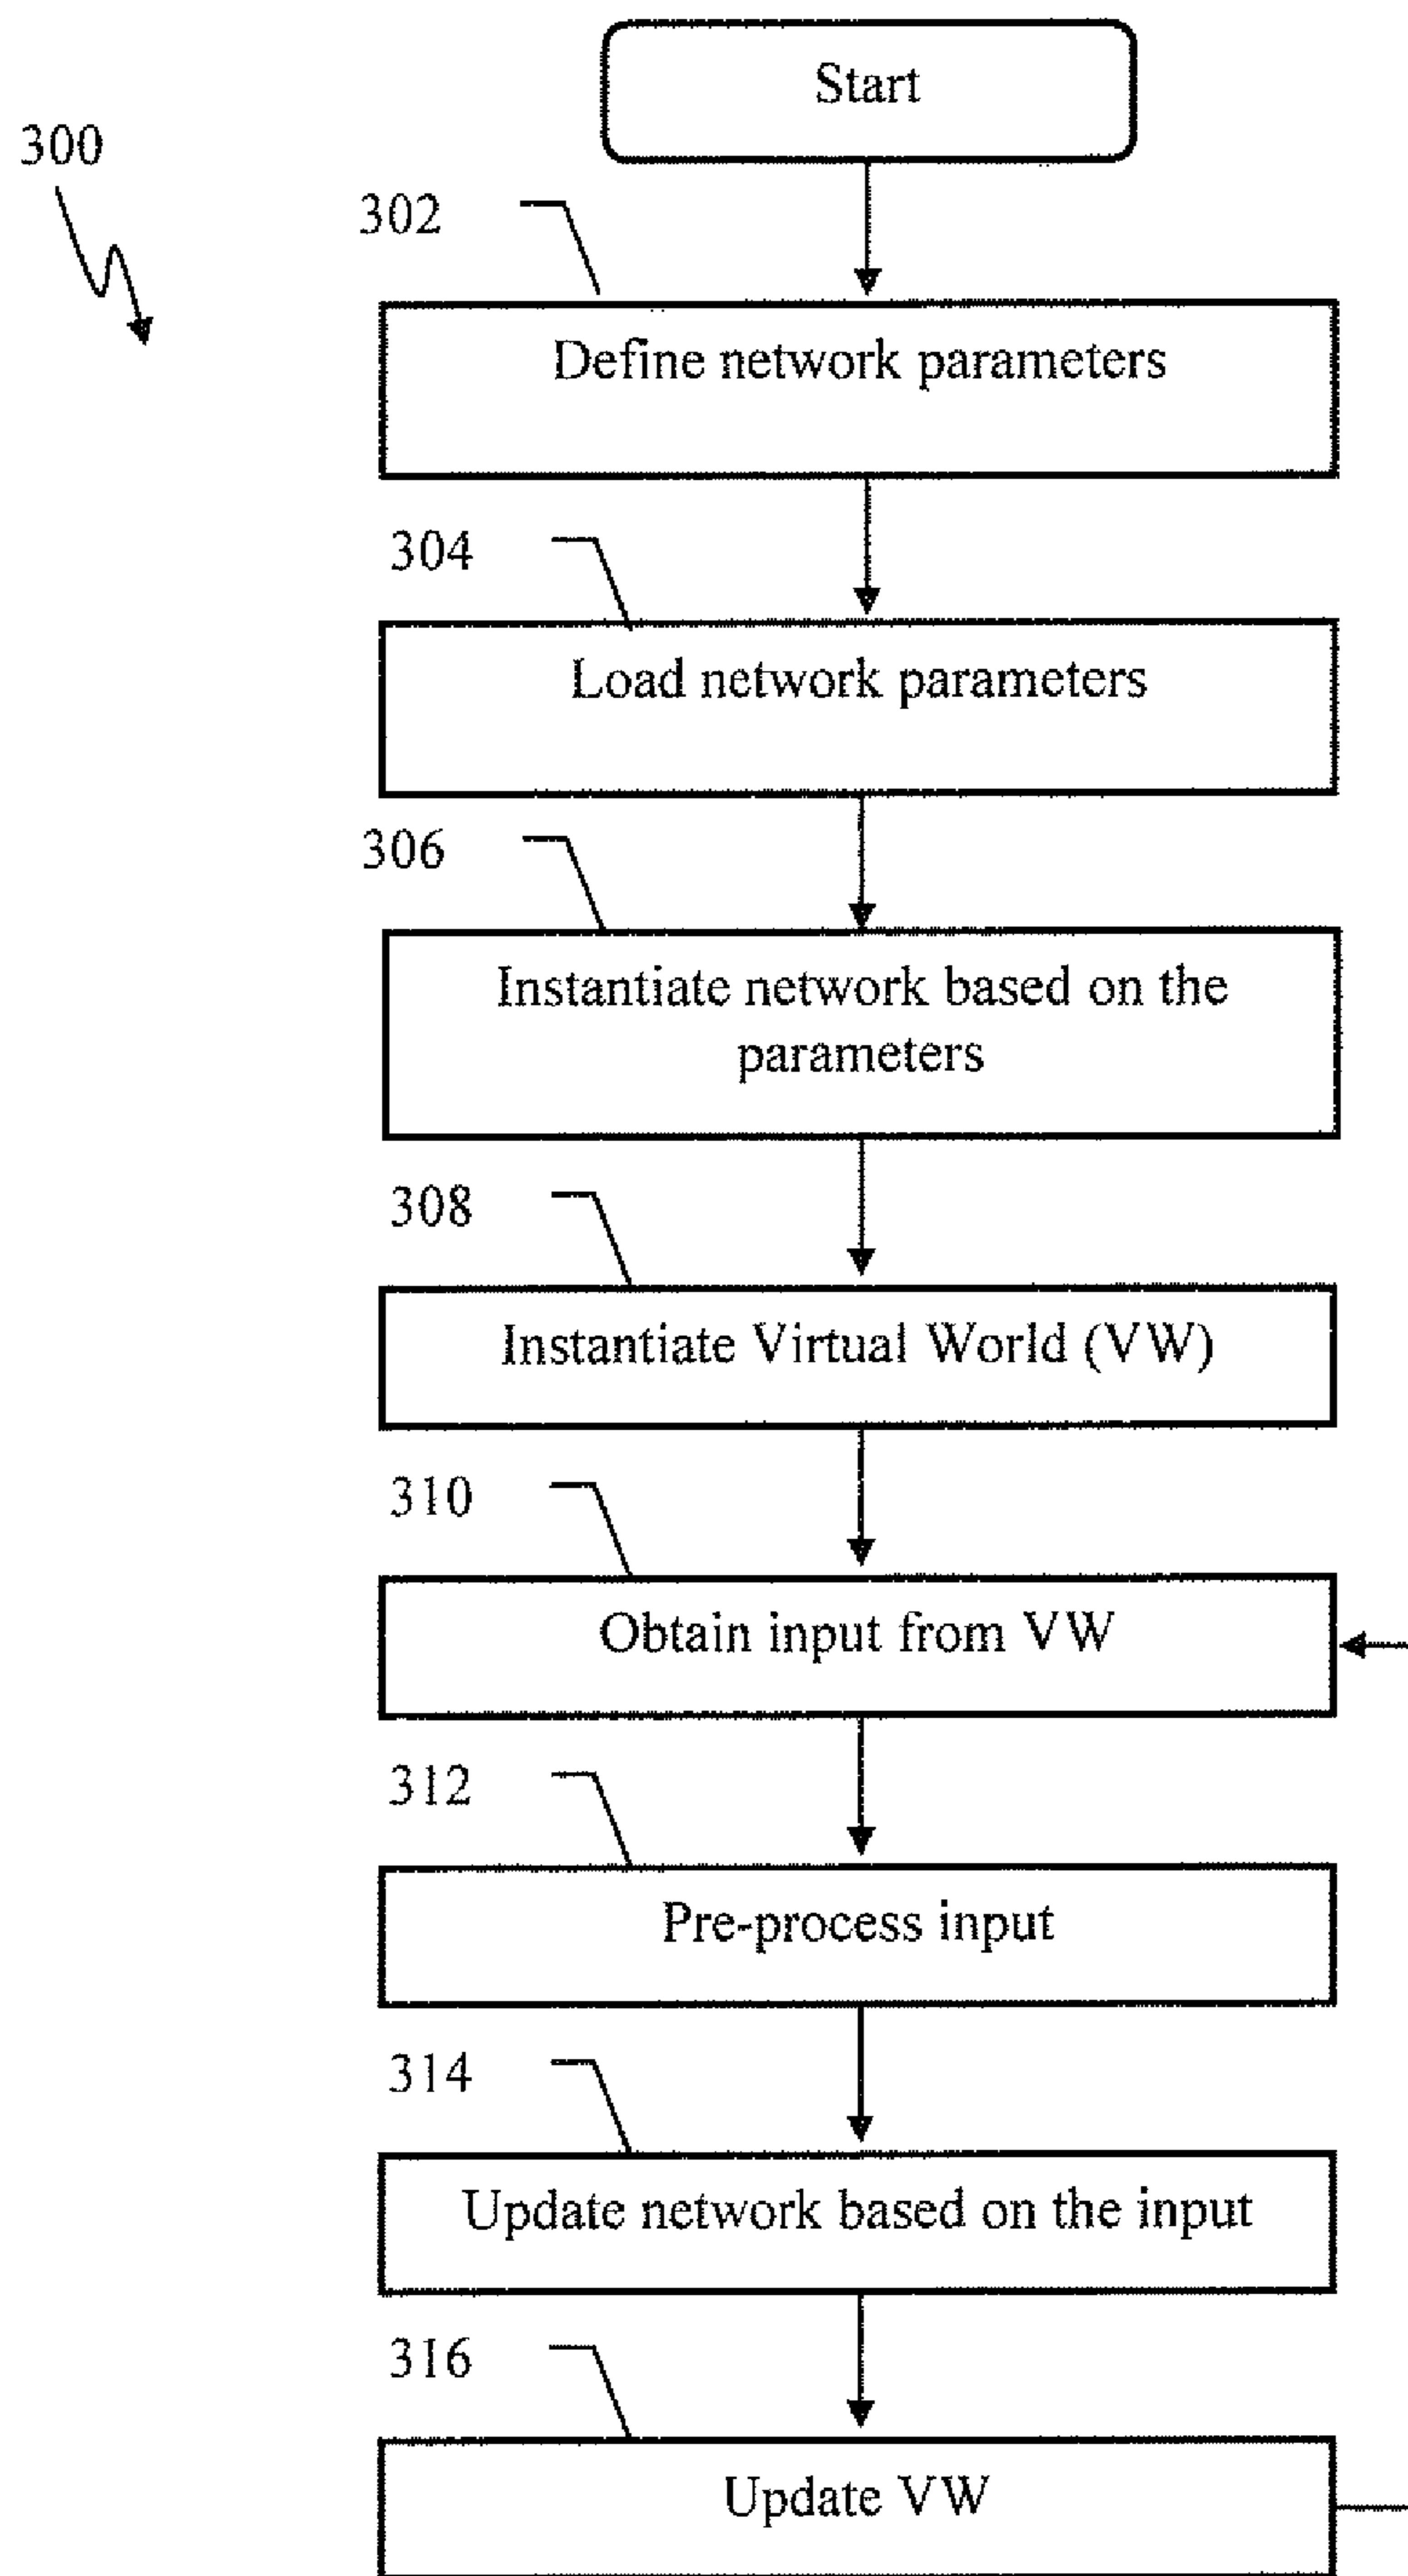 Start
300
302
Define network parameters
304
Load network parameters
306
Instantiate network based on the
parameters
308
Instantiate Virtual World (VW)
310
Obtain input from VW
312
Pre-process input
314
Update network based on the input
316
Update VW